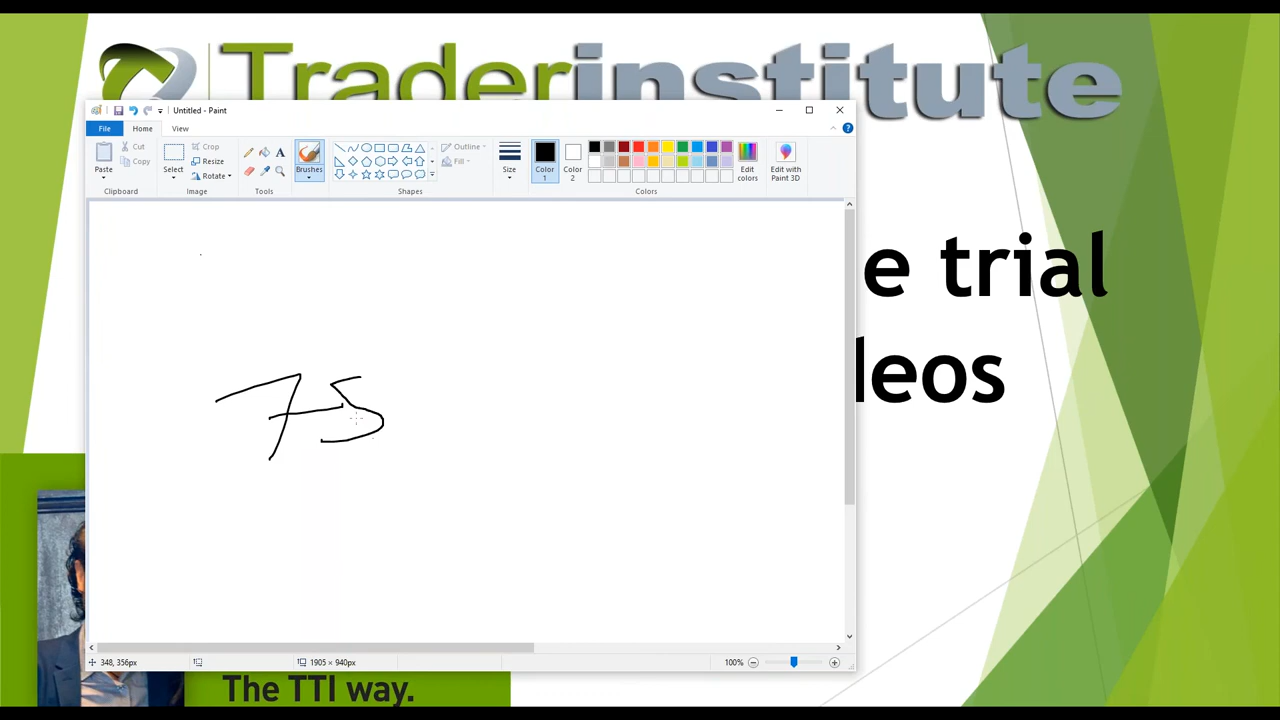 Traderinstitute
Untitled - Paint
File
Home
View
Paste
Cut
Copy
Clipboard
Select
Crop
Resize
Rotate
Image
A
Tools
Brushes
Outline
Fill
Shapes
Size
Color
1
Color
2
Edit
colors
Colors
Edit with
Paint 3D
e trial
75
deos
348, 356px
1905 × 940px
100%
The TTI way.